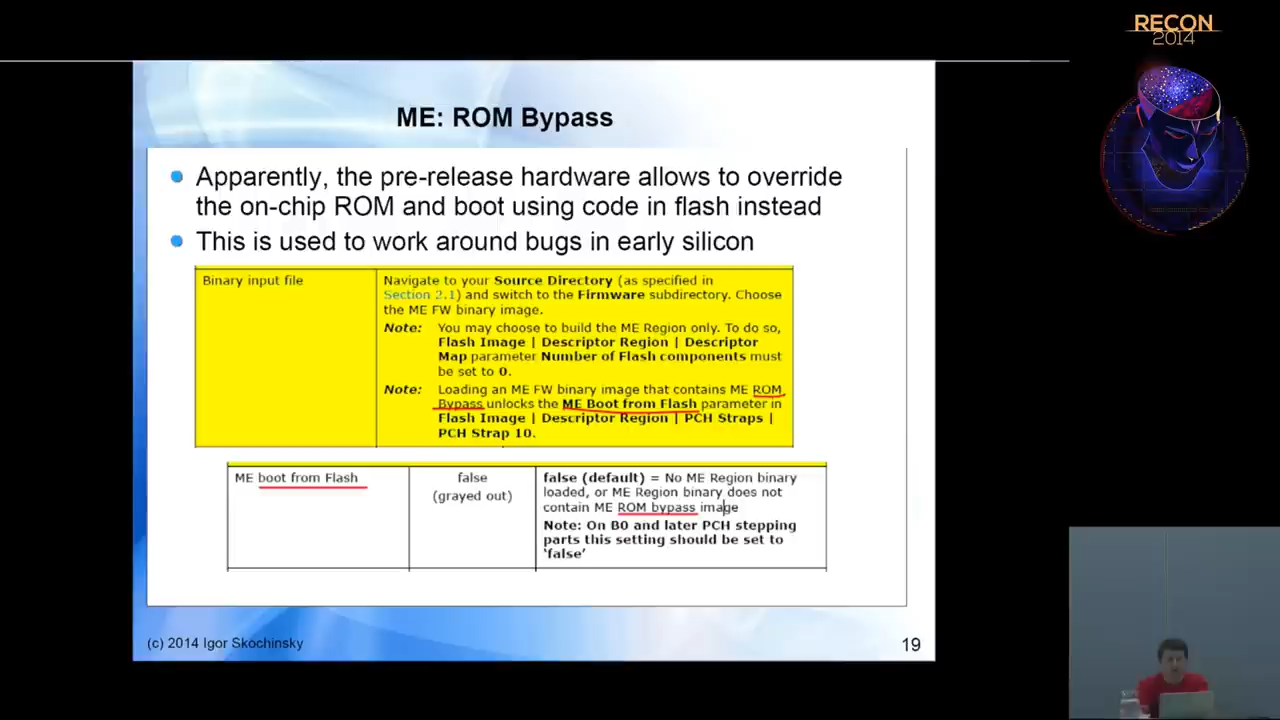 RECON
2014
ME: ROM Bypass
Apparently, the pre-release hardware allows to override
the on-chip ROM and boot using code in flash instead
This is used to work around bugs in early silicon
Binary input file
Navigate to your Source Directory (as specified in
Section 2.1) and switch to the Firmware subdirectory. Choose
the ME FW binary image.
Note: You may choose to build the ME Region only. To do so,
Flash Image | Descriptor Region | Descriptor
Map parameter Number of Flash components must
be set to 0.
Note: Loading an ME FW binary image that contains ME ROM
Bypass unlocks the ME Boot from Flash parameter in
Flash Image | Descriptor Region | PCH Straps |
PCH Strap 10.
ME boot from Flash
false
(grayed out)
false (default) = No ME Region binary
loaded, or ME Region binary does not
contain ME ROM bypass image
Note: On B0 and later PCH stepping
parts this setting should be set to
'false'
(c) 2014 Igor Skochinsky
19